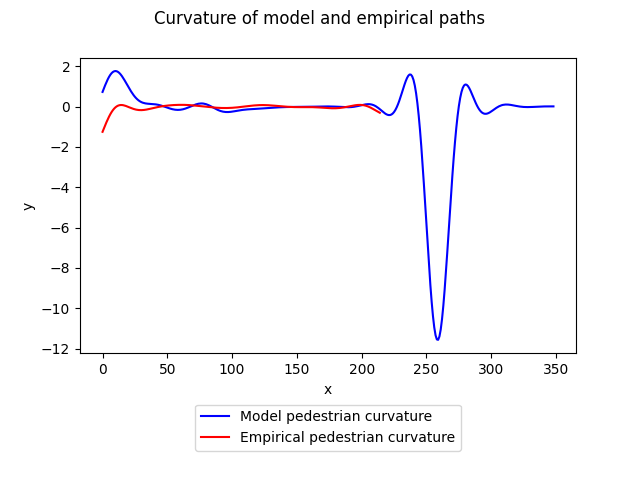 Curvature of model and empirical paths
2
0
−2
−4
−6
−8
−10
−12
y
0 50 100 150 200 250 300 350
x
Model pedestrian curvature
Empirical pedestrian curvature